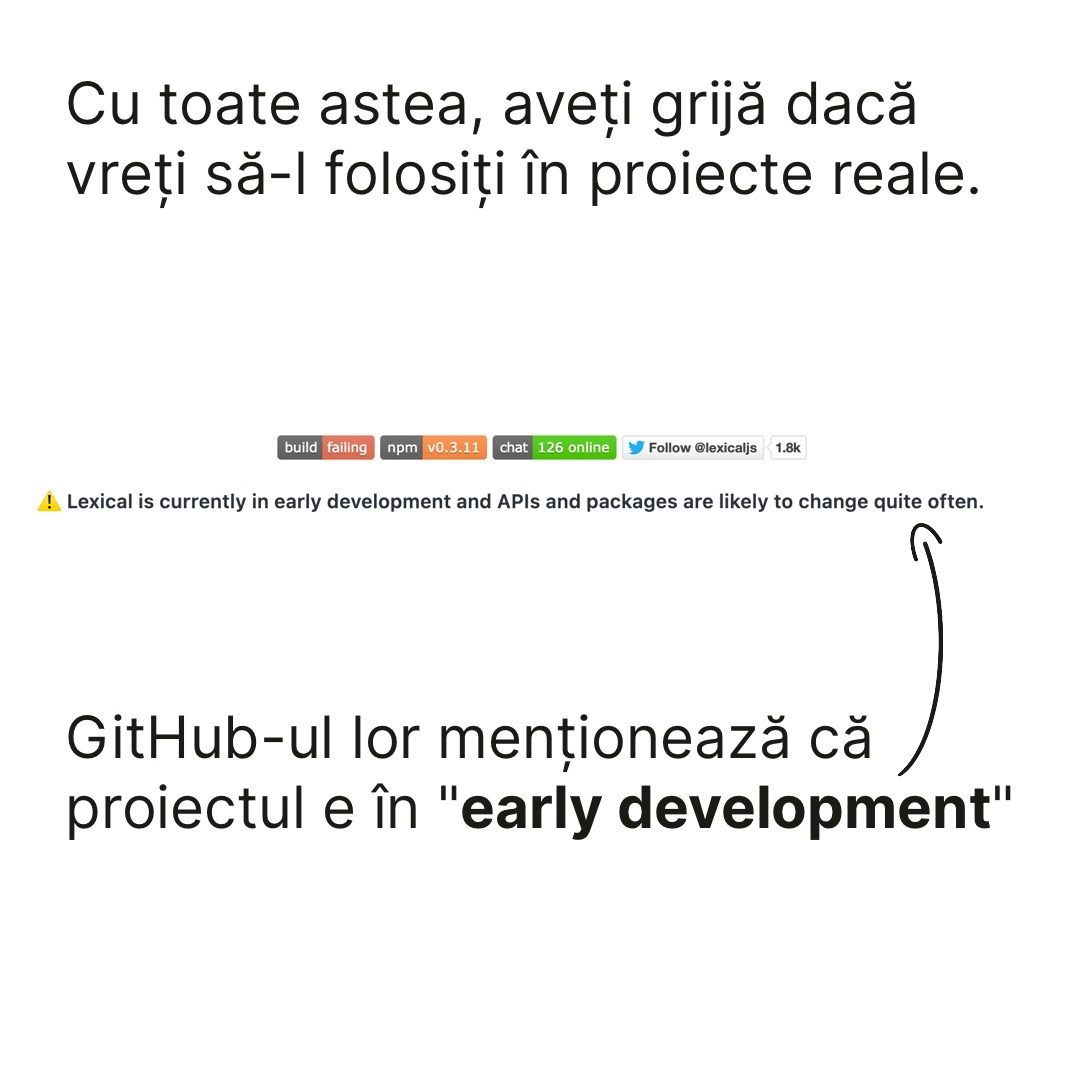 Cu toate astea, aveți grijă dacă
vreți să-l folosiți în proiecte reale.
build failing npm v0.3.11 chat 126 online Follow @lexicaljs 1.8k
⚠️ Lexical is currently in early development and APIs and packages are likely to change quite often.
GitHub-ul lor menționează că
proiectul e în "early development"